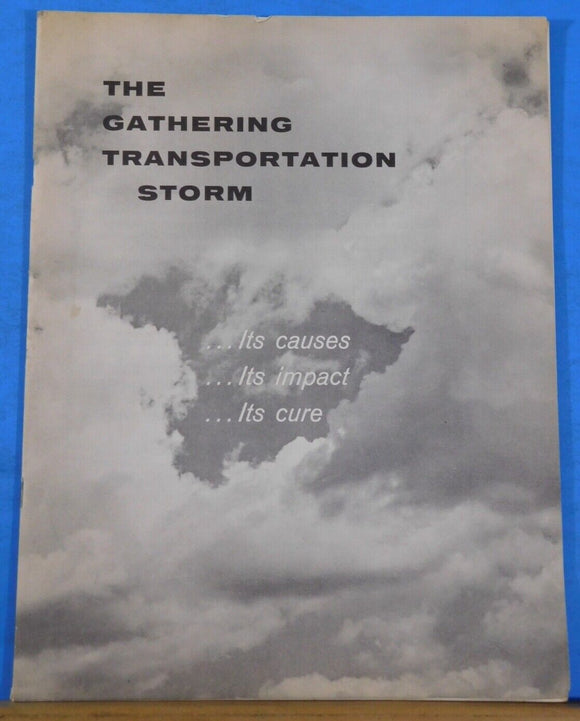 THE
GATHERING
TRANSPORTATION
STORM
...Its causes
...Its impact
...Its cure